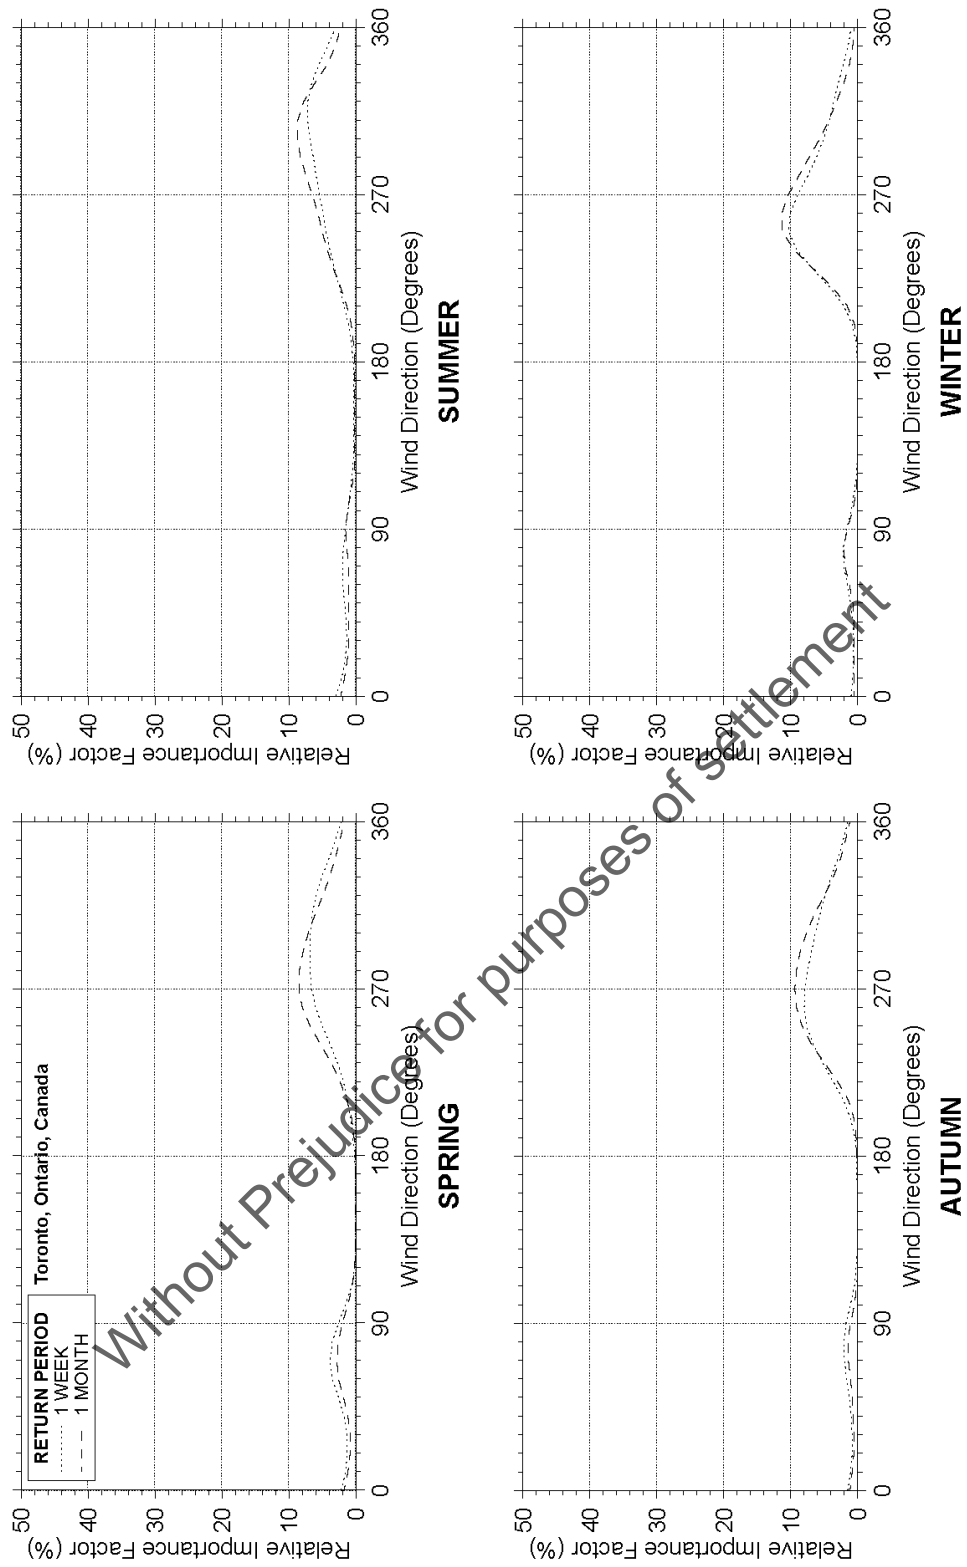 RETURN PERIOD
1 WEEK
1 MONTH
Toronto, Ontario, Canada
50
40
30
20
10
0
Relative Importance Factor (%)
0
90
180
270
360
Wind Direction (Degrees)
SPRING
50
40
30
20
10
0
Relative Importance Factor (%)
0
90
180
270
360
Wind Direction (Degrees)
SUMMER
50
40
30
20
10
0
Relative Importance Factor (%)
0
90
180
270
360
Wind Direction (Degrees)
AUTUMN
50
40
30
20
10
0
Relative Importance Factor (%)
0
90
180
270
360
Wind Direction (Degrees)
WINTER
Without Prejudice for purposes of settlement